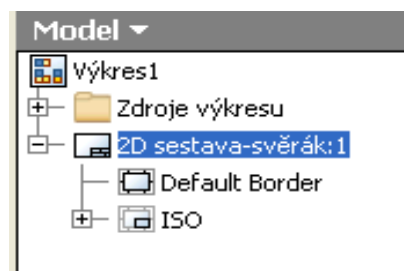 Model
Výkres1
Zdroje výkresu
2D sestava-svěrák:1
Default Border
ISO